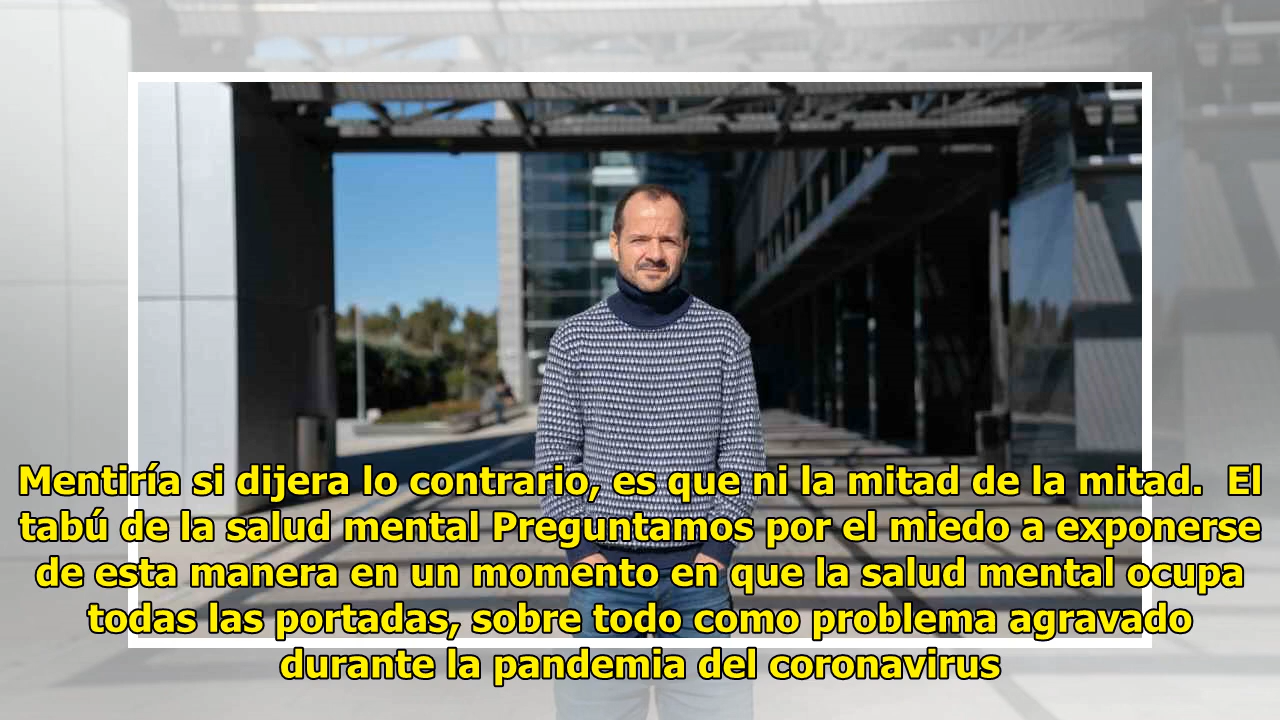 Mentiría si dijera lo contrario, es que ni la mitad de la mitad.  El
tabú de la salud mental Preguntamos por el miedo a exponerse
de esta manera en un momento en que la salud mental ocupa
todas las portadas, sobre todo como problema agravado
durante la pandemia del coronavirus